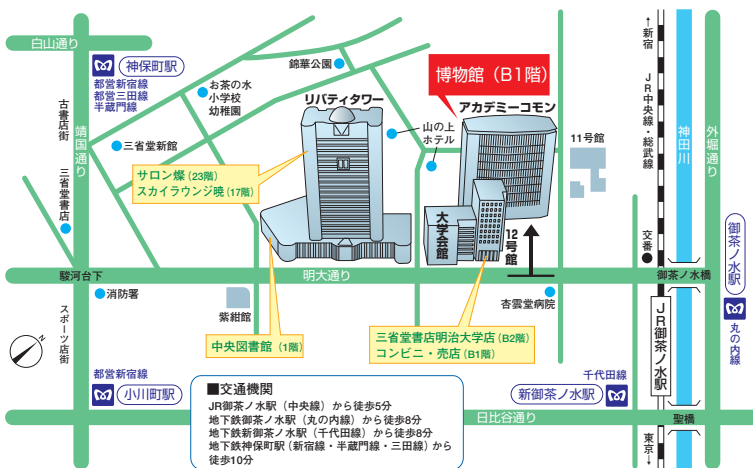 白山通り
神保町駅
都営新宿線
都営三田線
半蔵門線
古書店街
靖国通り
三省堂書店
三省堂新館
お茶の水
小学校
幼稚園
錦華公園
リバティタワー
サロン燦(23階)
スカイラウンジ暁(17階)
山の上
ホテル
博物館(B1階)
アカデミーコモン
11号館
大学会館
12号館
↑新宿
JR中央線・総武線
神田川
外堀通り
交番
御茶ノ水駅
丸の内線
駿河台下
明大通り
御茶ノ水橋
消防署
紫紺館
杏雲堂病院
スポーツ店街
中央図書館(1階)
三省堂書店明治大学店(B2階)
コンビニ・売店(B1階)
JR御茶ノ水駅
N
都営新宿線
小川町駅
千代田線
新御茶ノ水駅
日比谷通り
聖橋
東京↓
■交通機関
JR御茶ノ水駅(中央線)から徒歩5分
地下鉄御茶ノ水駅(丸の内線)から徒歩8分
地下鉄新御茶ノ水駅(千代田線)から徒歩8分
地下鉄神保町駅(新宿線・半蔵門線・三田線)から
徒歩10分